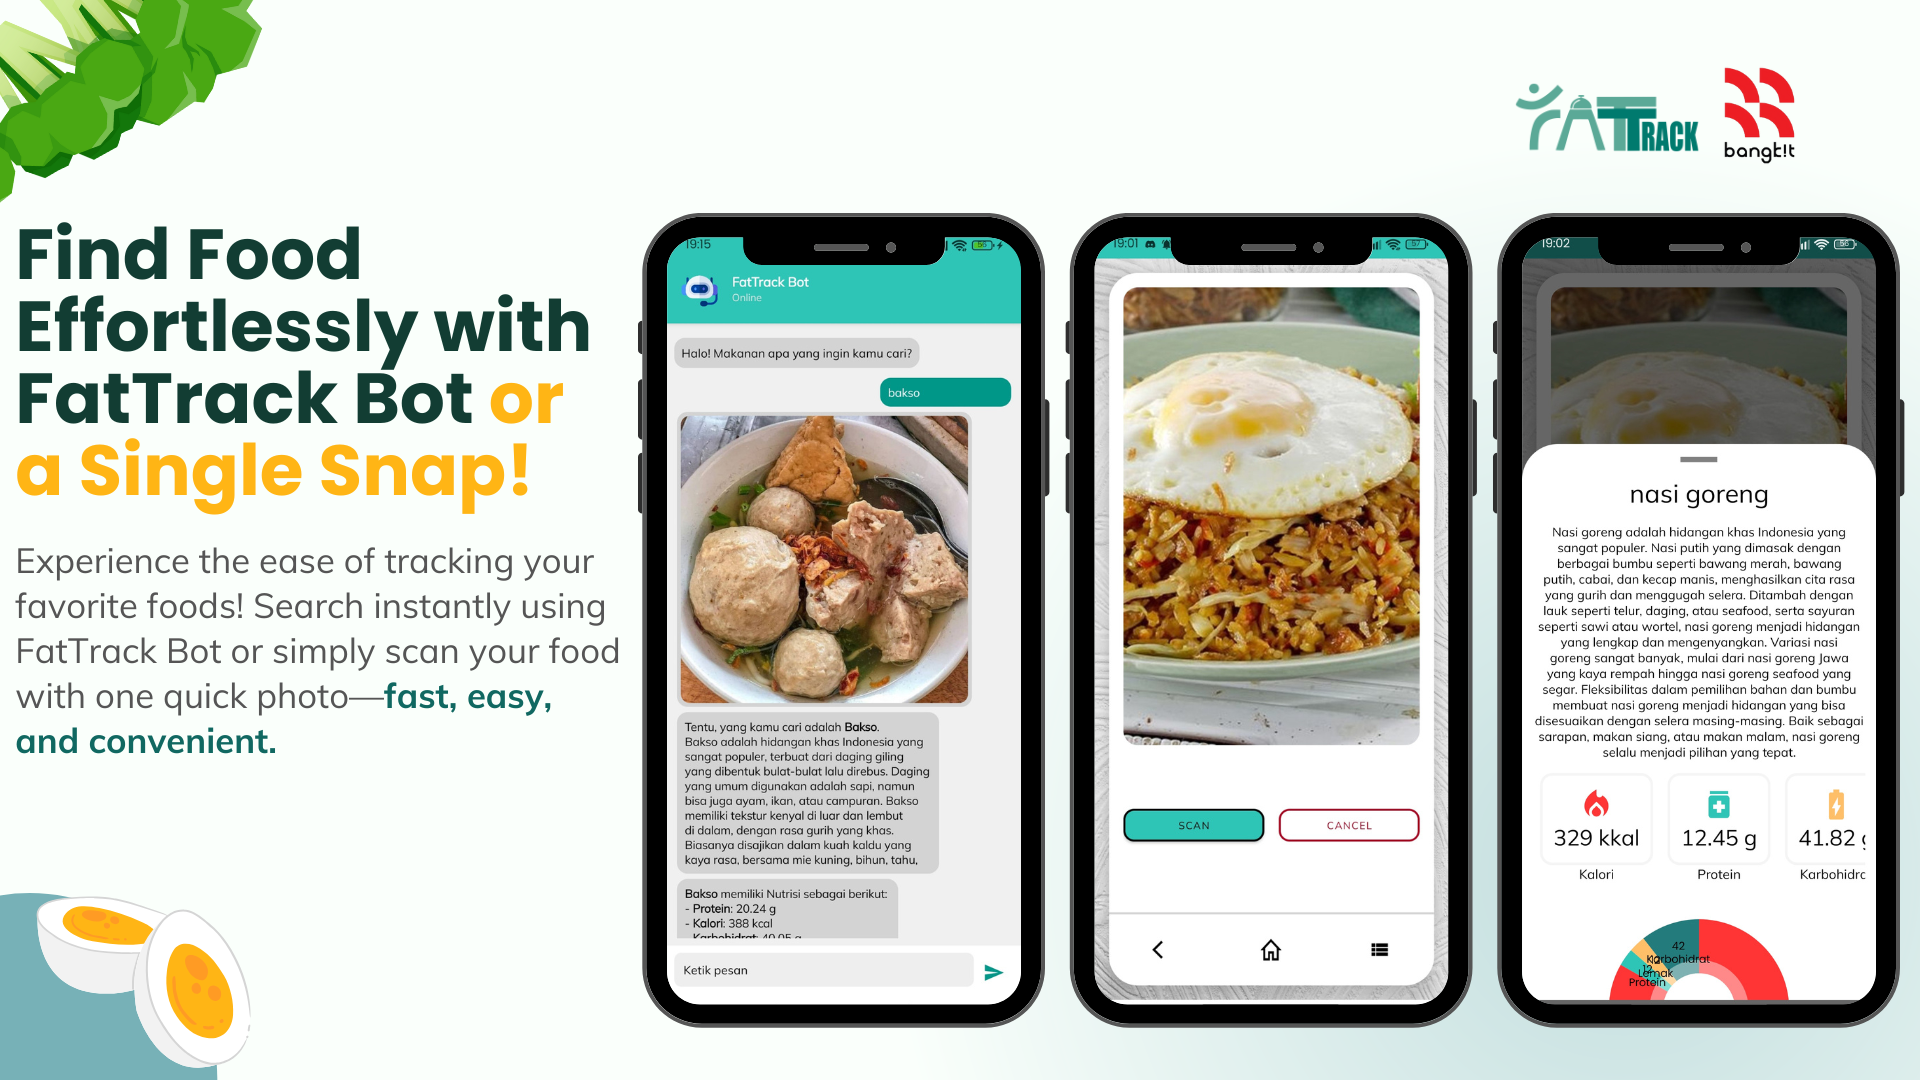 FATTRACK
bangk!t
Find Food
Effortlessly with
FatTrack Bot or
a Single Snap!
Experience the ease of tracking your
favorite foods! Search instantly using
FatTrack Bot or simply scan your food
with one quick photo—fast, easy,
and convenient.
19:15
56
FatTrack Bot
Online
Halo! Makanan apa yang ingin kamu cari?
bakso
Tentu, yang kamu cari adalah Bakso.
Bakso adalah hidangan khas Indonesia yang
sangat populer, terbuat dari daging giling
yang dibentuk bulat-bulat lalu direbus. Daging
yang umum digunakan adalah sapi, namun
bisa juga ayam, ikan, atau campuran. Bakso
memiliki tekstur kenyal di luar dan lembut
di dalam, dengan rasa gurih yang khas.
Biasanya disajikan dalam kuah kaldu yang
kaya rasa, bersama mie kuning, bihun, tahu,
Bakso memiliki Nutrisi sebagai berikut:
- Protein: 20.24 g
- Kalori: 388 kcal
- Karbohidrat: 40.05 g
Ketik pesan
19:01
57
SCAN
CANCEL
19:02
56
nasi goreng
Nasi goreng adalah hidangan khas Indonesia yang
sangat populer. Nasi putih yang dimasak dengan
berbagai bumbu seperti bawang merah, bawang
putih, cabai, dan kecap manis, menghasilkan cita rasa
yang gurih dan menggugah selera. Ditambah dengan
lauk seperti telur, daging, atau seafood, serta sayuran
seperti sawi atau wortel, nasi goreng menjadi hidangan
yang lengkap dan mengenyangkan. Variasi nasi
goreng sangat banyak, mulai dari nasi goreng Jawa
yang kaya rempah hingga nasi goreng seafood yang
segar. Fleksibilitas dalam pemilihan bahan dan bumbu
membuat nasi goreng menjadi hidangan yang bisa
disesuaikan dengan selera masing-masing. Baik sebagai
sarapan, makan siang, atau makan malam, nasi goreng
selalu menjadi pilihan yang tepat.
329 kkal
12.45 g
41.82 g
Kalori
Protein
Karbohidrc
42
Karbohidrat
12
Lemak
Protein